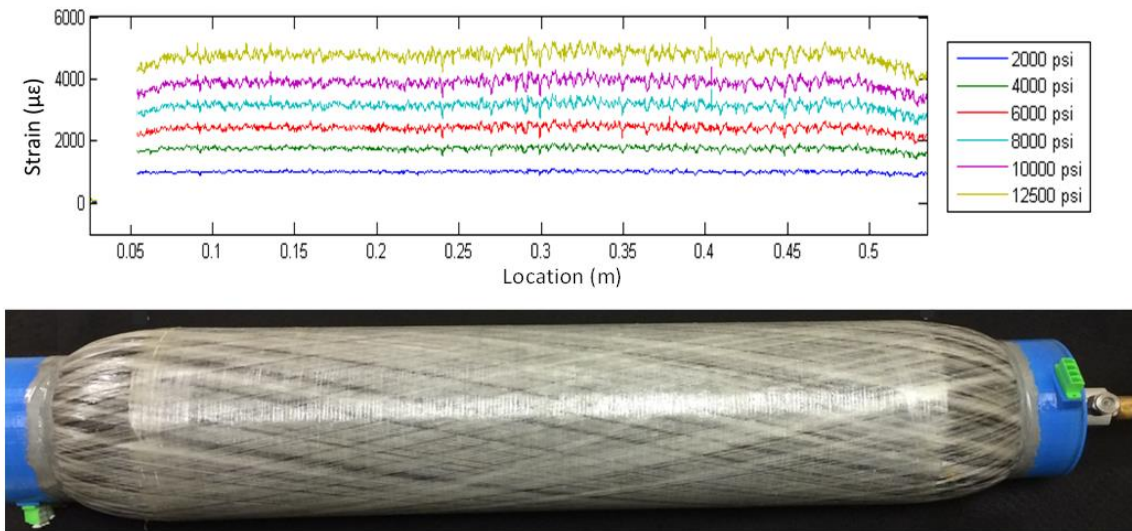 6000
4000
2000
0
Strain (µε)
0.05 0.1 0.15 0.2 0.25 0.3 0.35 0.4 0.45 0.5
Location (m)
2000 psi
4000 psi
6000 psi
8000 psi
10000 psi
12500 psi